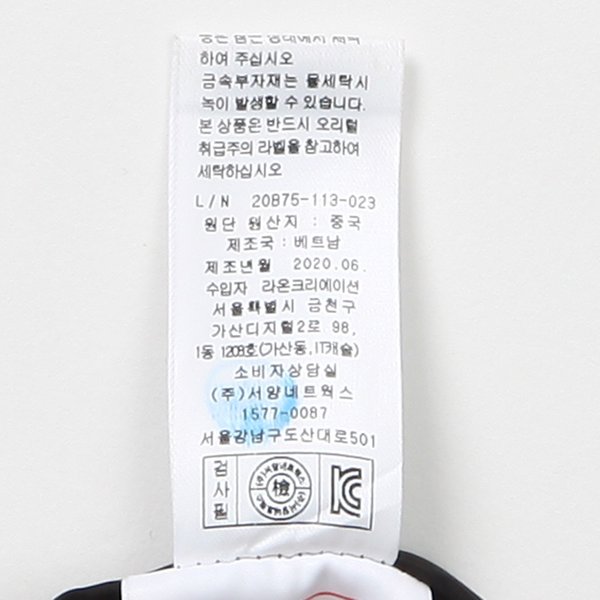 하여 주십시오
금속부자재는 물세탁시
녹이 발생할 수 있습니다.
본 상품은 반드시 오리털
취급주의 라벨을 참고하여
세탁하십시오
L/N 20875-113-023
원단 원산지 : 중국
제조국 : 베트남
제조년월 2020.06.
수입자 라온크리에이션
서울특별시 금천구
가산디지털2로 98,
1동 1208호(가산동,IT캐슬)
소비자상담실
(주)서양네트웍스
1577-0087
서울강남구도산대로501
검사필
檢
KC